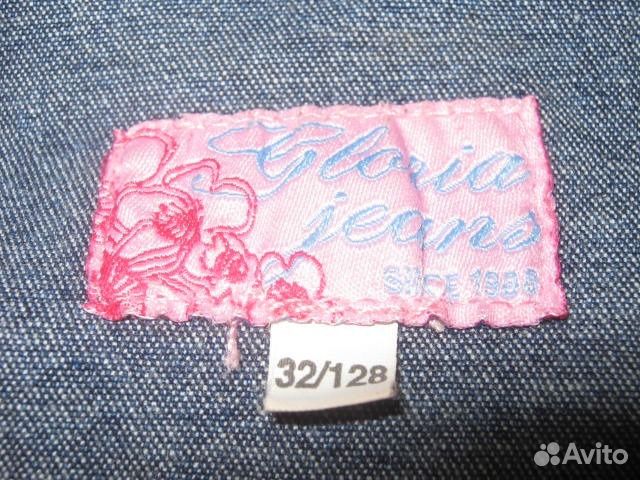 Gloria
jeans
SINCE 1988
32/128
Avito